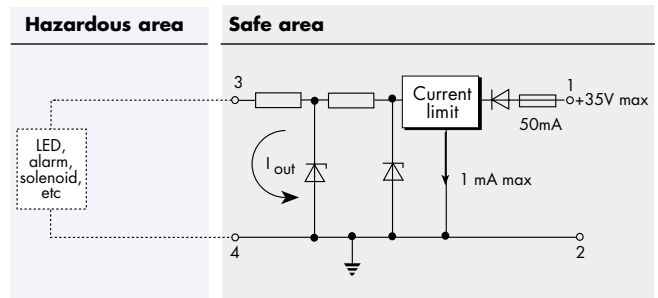 Hazardous area
Safe area
3
Current
limit
1
+35V max
50mA
LED,
alarm,
solenoid,
etc
I out
1 mA max
4
2